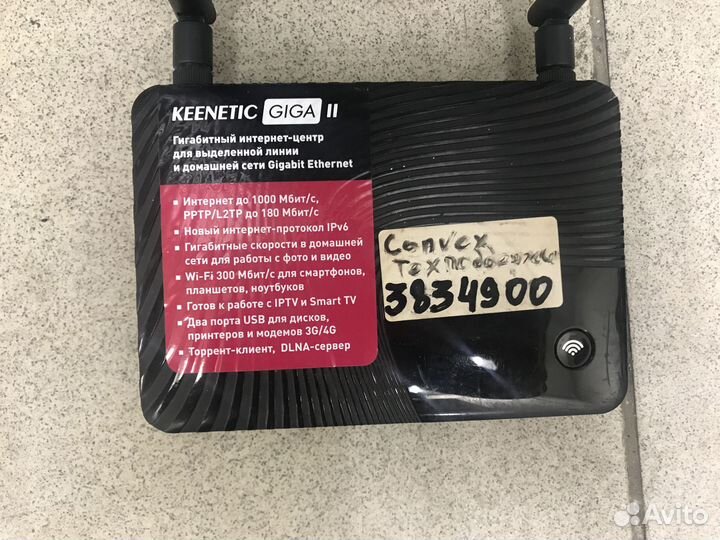 KEENETIC GIGA II
Гигабитный интернет-центр
для выделенной линии
и домашней сети Gigabit Ethernet
▪ Интернет до 1000 Мбит/с,
PPTP/L2TP до 180 Мбит/с
▪ Новый интернет-протокол IPv6
▪ Гигабитные скорости в домашней
сети для работы с фото и видео
▪ Wi-Fi 300 Мбит/с для смартфонов,
планшетов, ноутбуков
▪ Готов к работе с IPTV и Smart TV
▪ Два порта USB для дисков,
принтеров и модемов 3G/4G
▪ Торрент-клиент, DLNA-сервер
Convex
3834900
Avito